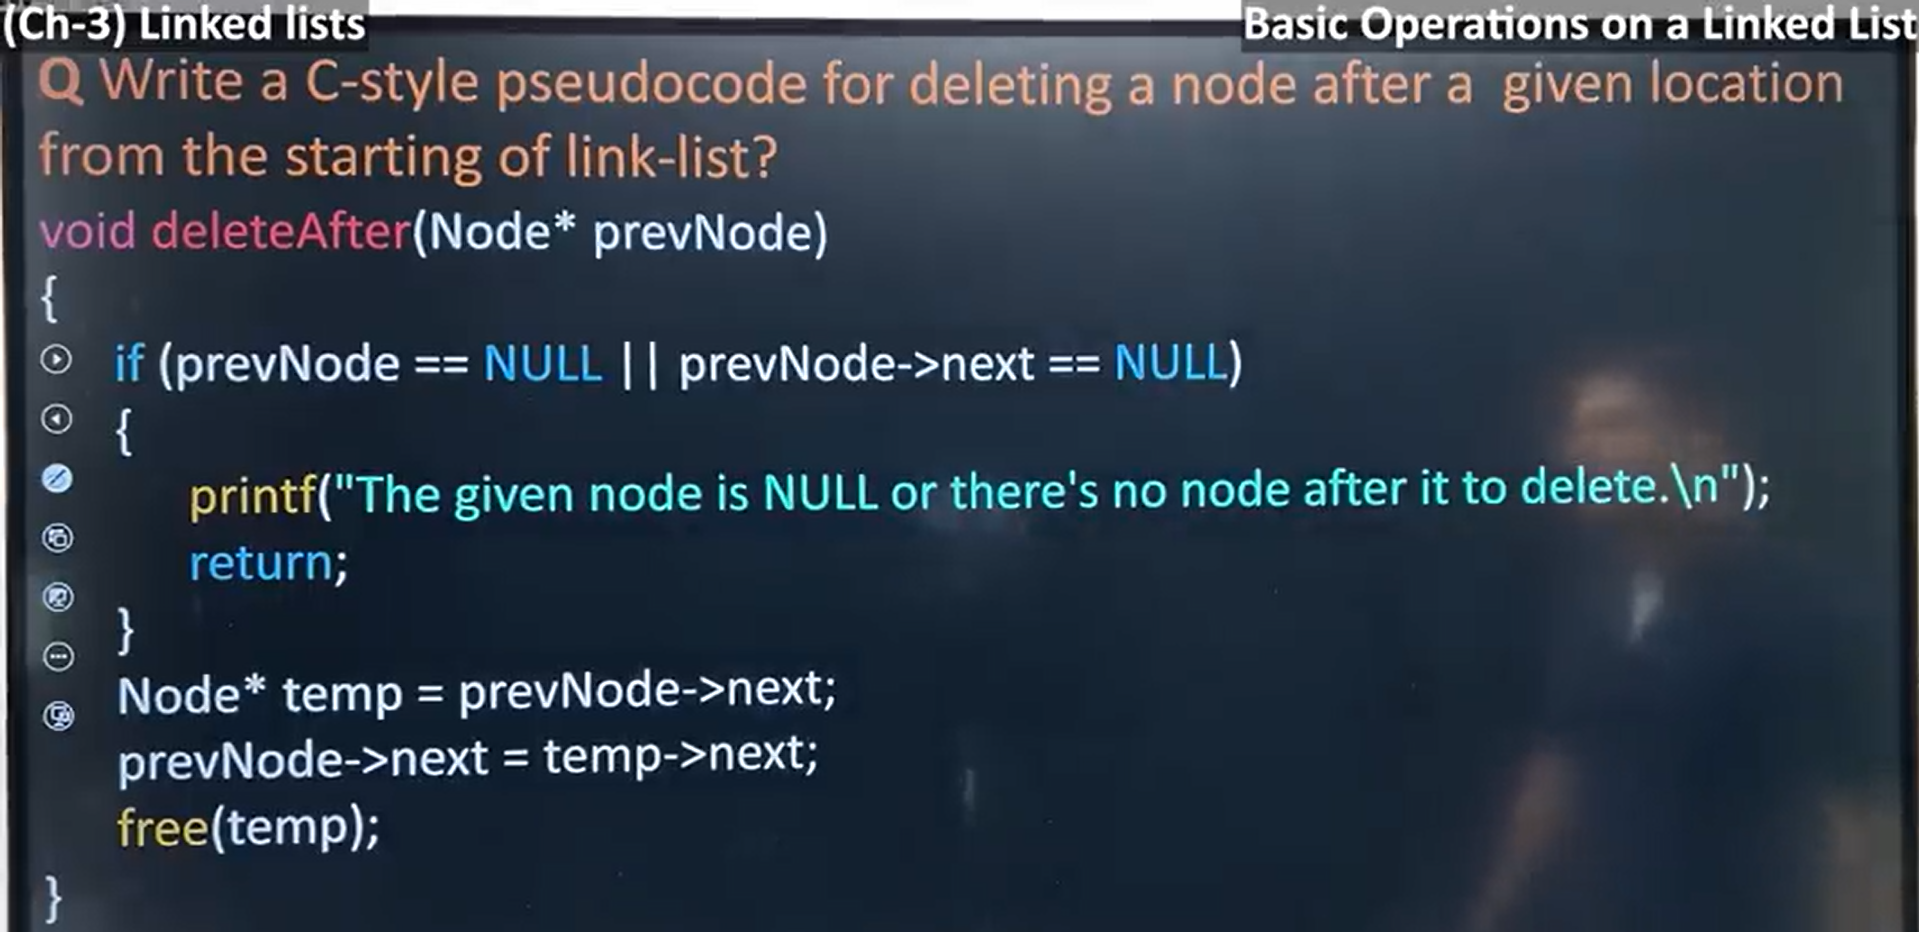 (Ch-3) Linked lists
Basic Operations on a Linked List
Q Write a C-style pseudocode for deleting a node after a given location
from the starting of link-list?
void deleteAfter(Node* prevNode)
{
if (prevNode == NULL || prevNode->next == NULL)
{
printf("The given node is NULL or there's no node after it to delete.\n");
return;
}
Node* temp = prevNode->next;
prevNode->next = temp->next;
free(temp);
}